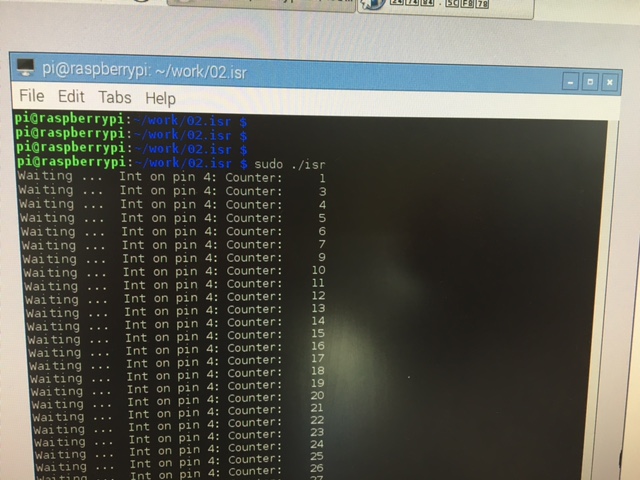 pi@raspberrypi: ~/work/02.isr
File Edit Tabs Help
pi@raspberrypi:~/work/02.isr $
pi@raspberrypi:~/work/02.isr $
pi@raspberrypi:~/work/02.isr $
pi@raspberrypi:~/work/02.isr $ sudo ./isr
Waiting ... Int on pin 4: Counter: 1
Waiting ... Int on pin 4: Counter: 3
Waiting ... Int on pin 4: Counter: 4
Waiting ... Int on pin 4: Counter: 5
Waiting ... Int on pin 4: Counter: 6
Waiting ... Int on pin 4: Counter: 7
Waiting ... Int on pin 4: Counter: 9
Waiting ... Int on pin 4: Counter: 10
Waiting ... Int on pin 4: Counter: 11
Waiting ... Int on pin 4: Counter: 12
Waiting ... Int on pin 4: Counter: 13
Waiting ... Int on pin 4: Counter: 14
Waiting ... Int on pin 4: Counter: 15
Waiting ... Int on pin 4: Counter: 16
Waiting ... Int on pin 4: Counter: 17
Waiting ... Int on pin 4: Counter: 18
Waiting ... Int on pin 4: Counter: 19
Waiting ... Int on pin 4: Counter: 20
Waiting ... Int on pin 4: Counter: 21
Waiting ... Int on pin 4: Counter: 22
Waiting ... Int on pin 4: Counter: 23
Waiting ... Int on pin 4: Counter: 24
Waiting ... Int on pin 4: Counter: 25
Waiting ... Int on pin 4: Counter: 26